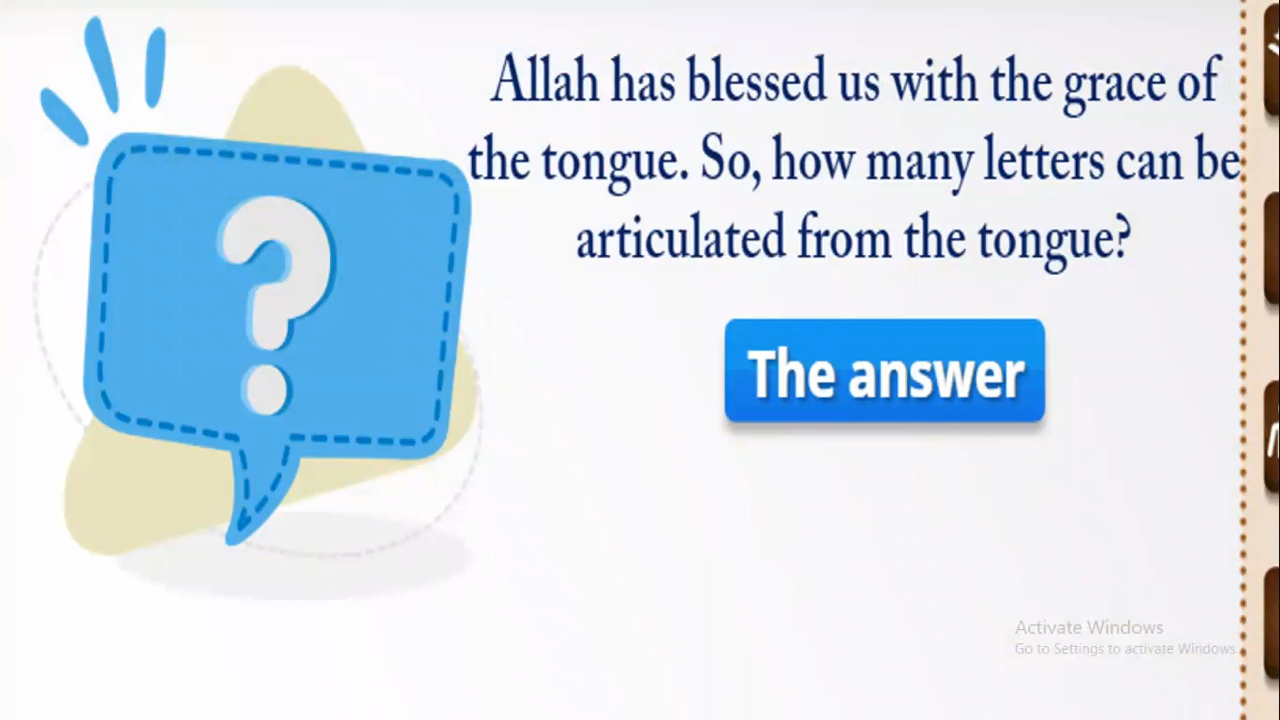 Allah has blessed us with the grace of
the tongue. So, how many letters can be
articulated from the tongue?
?
The answer
Activate Windows
Go to Settings to activate Windows.